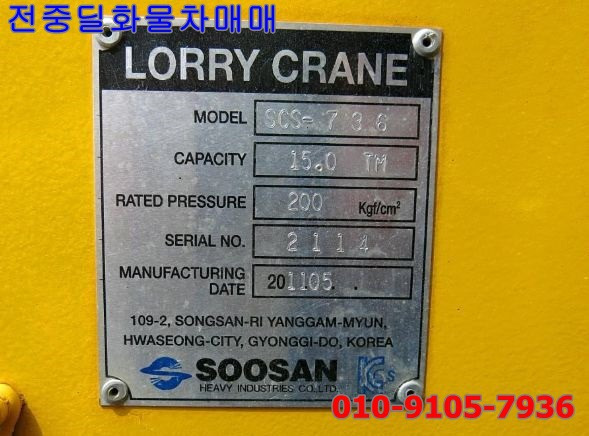 전중딜화물차매매
LORRY CRANE
MODEL SCS-736
CAPACITY 15.0 TM
RATED PRESSURE 200 Kgf/cm²
SERIAL NO. 2114
MANUFACTURING DATE 201105.
109-2, SONGSAN-RI YANGGAM-MYUN,
HWASEONG-CITY, GYONGGI-DO, KOREA
SOOSAN
HEAVY INDUSTRIES CO.,LTD.
KCs
010-9105-7936